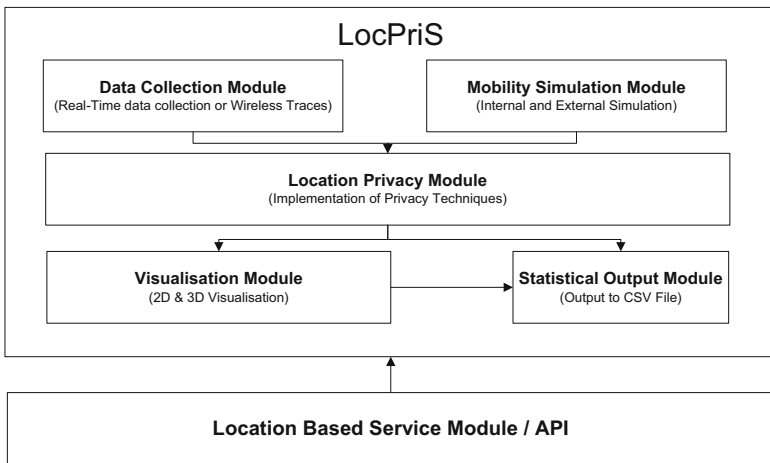 LocPriS
Data Collection Module
(Real-Time data collection or Wireless Traces)
Mobility Simulation Module
(Internal and External Simulation)
Location Privacy Module
(Implementation of Privacy Techniques)
Visualisation Module
(2D & 3D Visualisation)
Statistical Output Module
(Output to CSV File)
Location Based Service Module / API